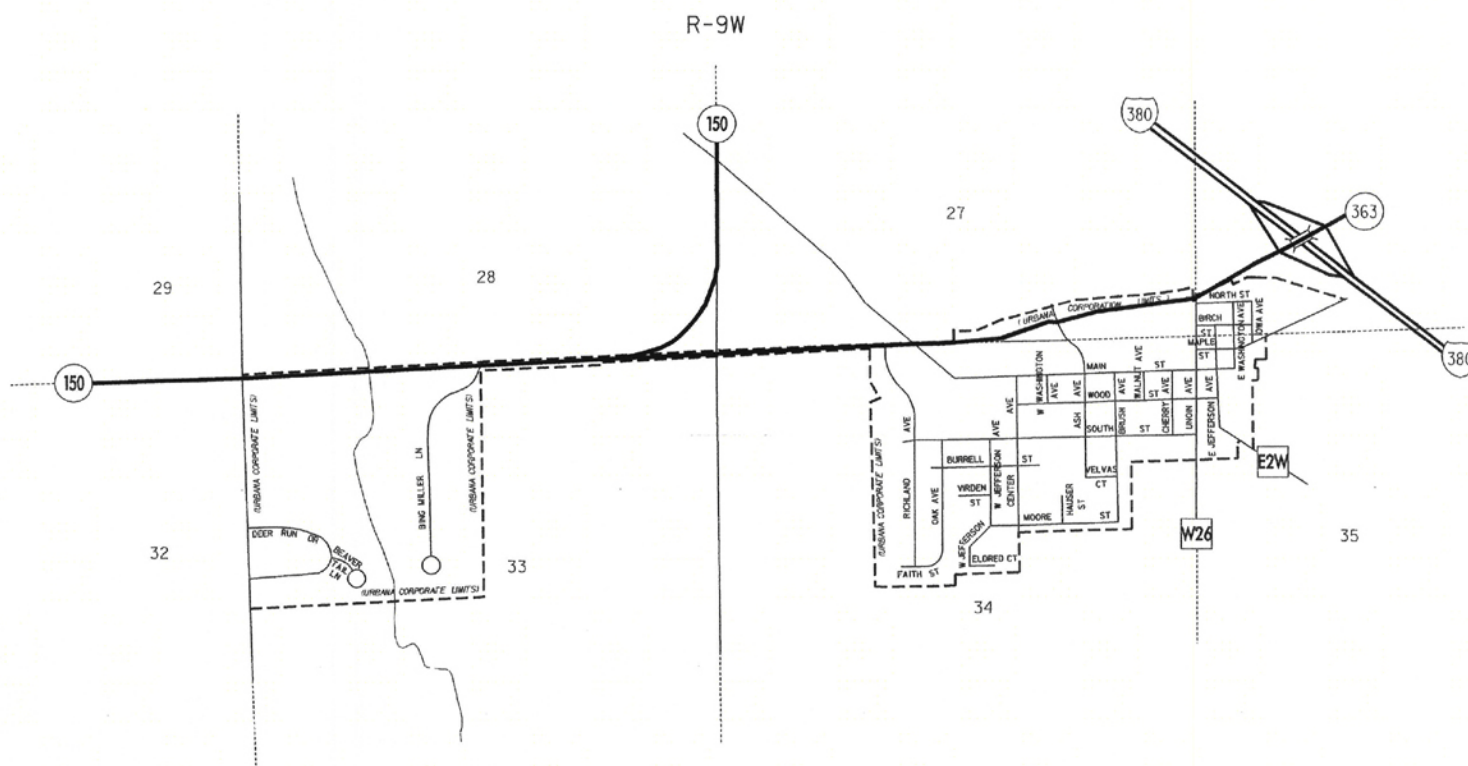 R-9W
380
150
363
27
28
29
(URBANA CORPORATION LIMITS)
NORTH ST
BIRCH
ST
MAPLE
ST
E WASHINGTON AVE
IOWA AVE
150
380
MAIN ST
W WASHINGTON
AVE
WALNUT AVE
WOOD ST
ASH AVE
BRUSH AVE
CHERRY AVE
UNOIN AVE
E JEFFERSON AVE
SOUTH ST
(URBANA CORPORATE LIMITS)
(URBANA CORPORATE LIMITS)
BING MILLER LN
(URBANA CORPORATE LIMITS)
RICHLAND AVE
BURRELL ST
W JEFFERSON AVE
CENTER AVE
E2W
VELVAS
CT
OAK AVE
VIRDEN
ST
HAUSER
ST
MOORE ST
W26
35
32
DEER RUN DR
BEAVER
TAIL
LN
33
W JEFFERSON
ELDRED CT
FAITH ST
(URBANA CORPORATE LIMITS)
34